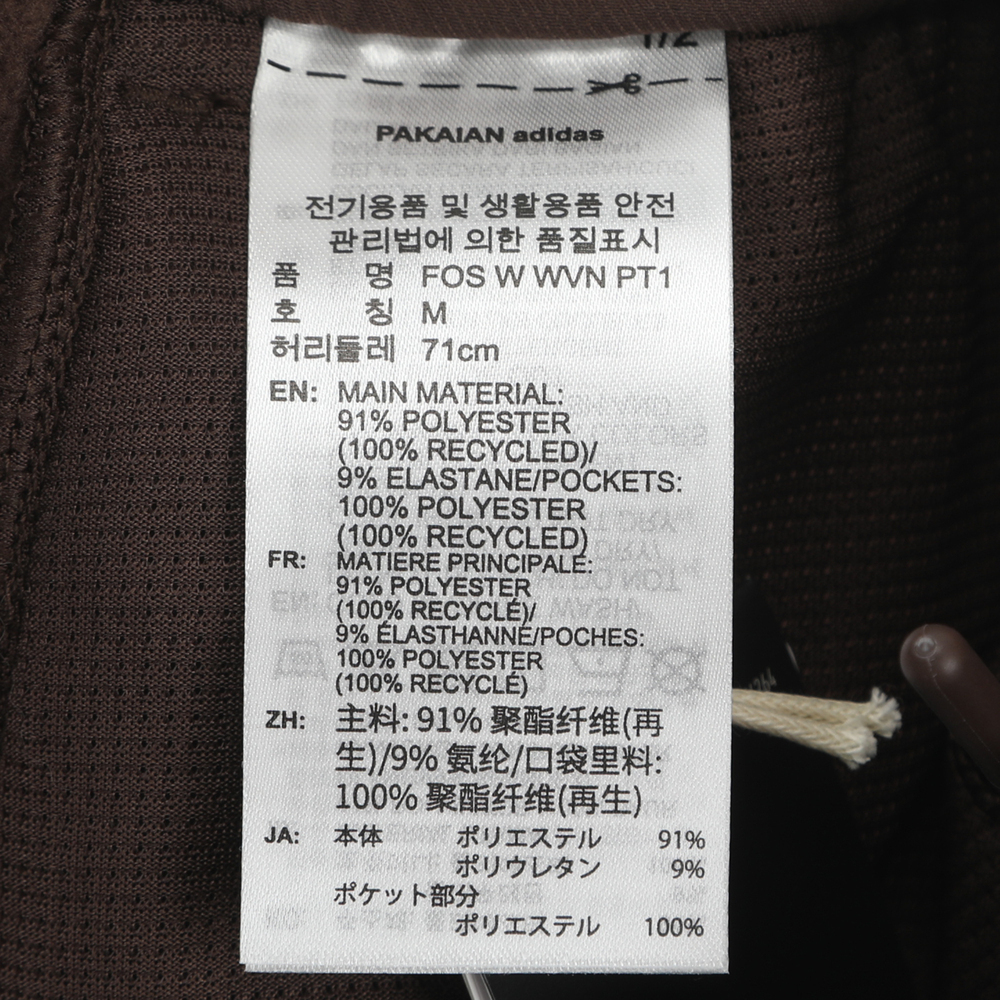 1/2
PAKAIAN adidas
전기용품 및 생활용품 안전
관리법에 의한 품질표시
품 명 FOS W WVN PT1
호 칭 M
허리둘레 71cm
EN: MAIN MATERIAL:
91% POLYESTER
(100% RECYCLED)/
9% ELASTANE/POCKETS:
100% POLYESTER
(100% RECYCLED)
FR: MATIERE PRINCIPALE:
91% POLYESTER
(100% RECYCLÉ)/
9% ÉLASTHANNE/POCHES:
100% POLYESTER
(100% RECYCLÉ)
ZH: 主料: 91% 聚酯纤维(再
生)/9% 氨纶/口袋里料:
100% 聚酯纤维(再生)
JA: 本体 ポリエステル 91%
ポリウレタン 9%
ポケット部分
ポリエステル 100%